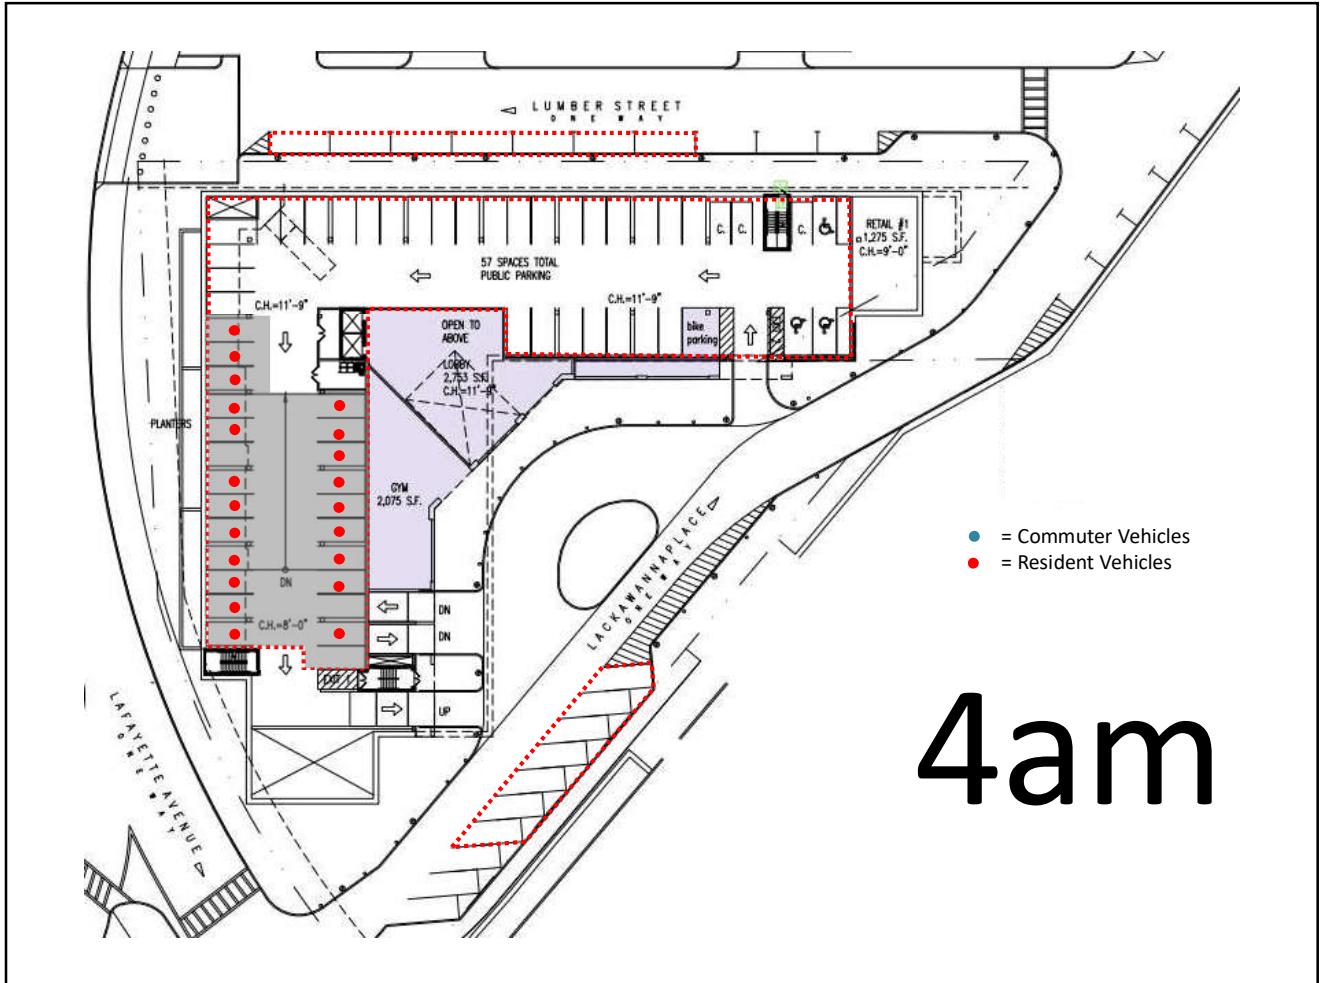 LUMBER STREET
ONE WAY
C.
C.
C.
RETAIL #1
1,275 S.F.
C.H.=9'-0"
57 SPACES TOTAL
PUBLIC PARKING
C.H.=11'-9"
C.H.=11'-9"
OPEN TO
ABOVE
bike
parking
LOBBY
2,753 S.F.
C.H.=11'-9"
PLANTERS
GYM
2,075 S.F.
LACKAWANNA PLACE
ONE WAY
= Commuter Vehicles
= Resident Vehicles
DN
DN
C.H.=8'-0"
DN
UP
LAFAYETTE AVENUE
ONE WAY
4am